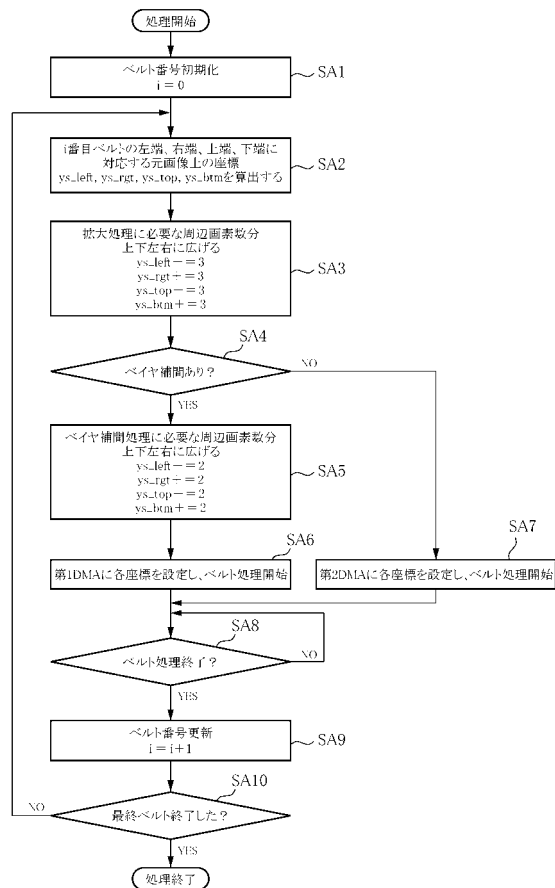 処理開始
ベルト番号初期化
i = 0
SA1
i番目ベルトの左端、右端、上端、下端に
対応する元画像上の座標
ys_left, ys_rgt, ys_top, ys_btmを算出する
SA2
拡大処理に必要な周辺画素数分
上下左右に広げる
ys_left－＝3
ys_rgt＋＝3
ys_top－＝3
ys_btm＋＝3
SA3
SA4
ベイヤ補間あり？
NO
YES
ベイヤ補間処理に必要な周辺画素数分
上下左右に広げる
ys_left－＝2
ys_rgt＋＝2
ys_top－＝2
ys_btm＋＝2
SA5
SA6
第1DMAに各座標を設定し、ベルト処理開始
SA7
第2DMAに各座標を設定し、ベルト処理開始
SA8
ベルト処理終了？
NO
YES
ベルト番号更新
i = i+1
SA9
SA10
最終ベルト終了した？
NO
YES
処理終了